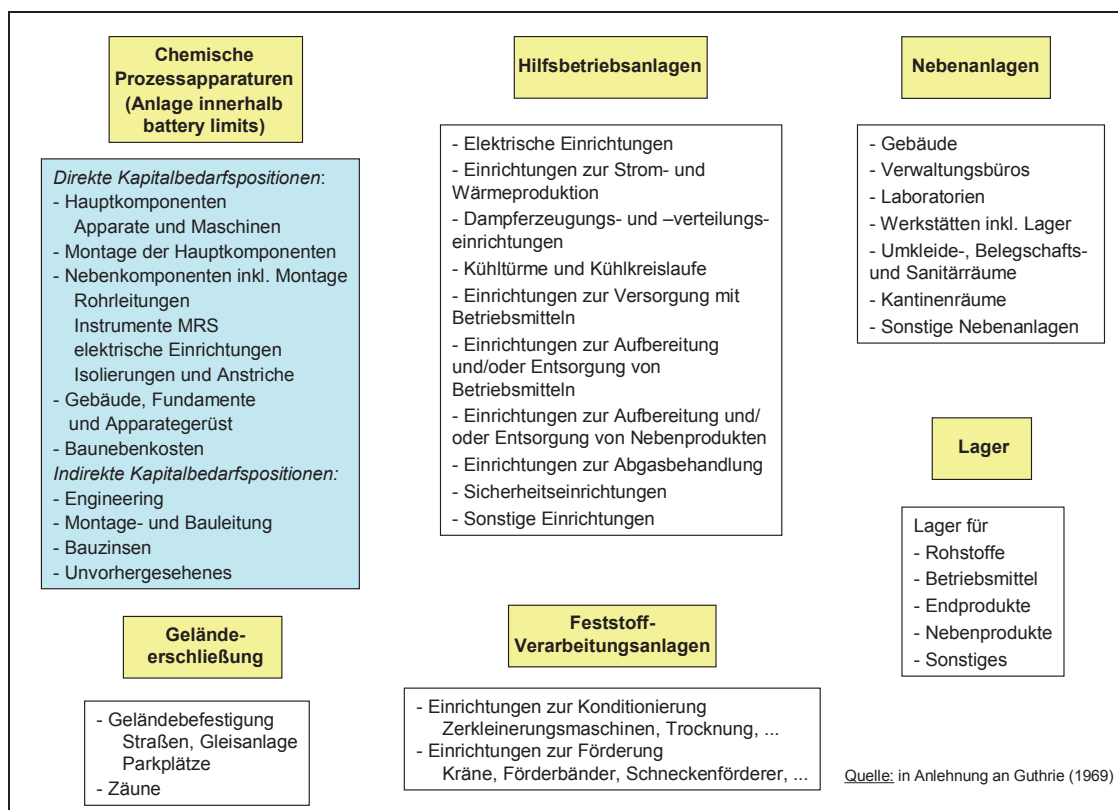 Chemische
Prozessapparaturen
(Anlage innerhalb
battery limits)
Direkte Kapitalbedarfspositionen:
- Hauptkomponenten
Apparate und Maschinen
- Montage der Hauptkomponenten
- Nebenkomponenten inkl. Montage
Rohrleitungen
Instrumente MRS
elektrische Einrichtungen
Isolierungen und Anstriche
- Gebäude, Fundamente
und Apparategerüst
- Baunebenkosten
Indirekte Kapitalbedarfspositionen:
- Engineering
- Montage- und Bauleitung
- Bauzinsen
- Unvorhergesehenes
Hilfsbetriebsanlagen
- Elektrische Einrichtungen
- Einrichtungen zur Strom- und
Wärmeproduktion
- Dampferzeugungs- und –verteilungs-
einrichtungen
- Kühltürme und Kühlkreislaufe
- Einrichtungen zur Versorgung mit
Betriebsmitteln
- Einrichtungen zur Aufbereitung
und/oder Entsorgung von
Betriebsmitteln
- Einrichtungen zur Aufbereitung und/
oder Entsorgung von Nebenprodukten
- Einrichtungen zur Abgasbehandlung
- Sicherheitseinrichtungen
- Sonstige Einrichtungen
Nebenanlagen
- Gebäude
- Verwaltungsbüros
- Laboratorien
- Werkstätten inkl. Lager
- Umkleide-, Belegschafts-
und Sanitärräume
- Kantinenräume
- Sonstige Nebenanlagen
Lager
Lager für
- Rohstoffe
- Betriebsmittel
- Endprodukte
- Nebenprodukte
- Sonstiges
Gelände-
erschließung
- Geländebefestigung
Straßen, Gleisanlage
Parkplätze
- Zäune
Feststoff-
Verarbeitungsanlagen
- Einrichtungen zur Konditionierung
Zerkleinerungsmaschinen, Trocknung, ...
- Einrichtungen zur Förderung
Kräne, Förderbänder, Schneckenförderer, ...
Quelle: in Anlehnung an Guthrie (1969)